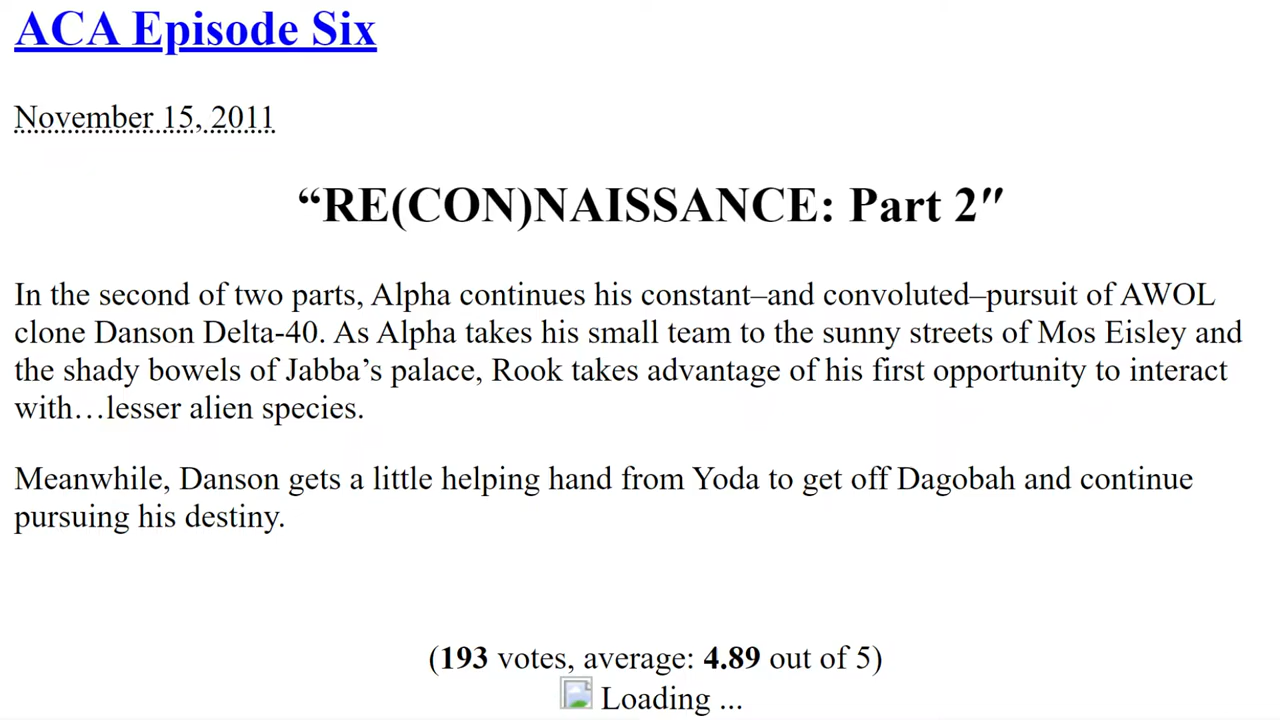 ACA Episode Six
November 15, 2011
“RE(CON)NAISSANCE: Part 2″
In the second of two parts, Alpha continues his constant–and convoluted–pursuit of AWOL
clone Danson Delta-40. As Alpha takes his small team to the sunny streets of Mos Eisley and
the shady bowels of Jabba’s palace, Rook takes advantage of his first opportunity to interact
with…lesser alien species.
Meanwhile, Danson gets a little helping hand from Yoda to get off Dagobah and continue
pursuing his destiny.
(193 votes, average: 4.89 out of 5)
Loading ...